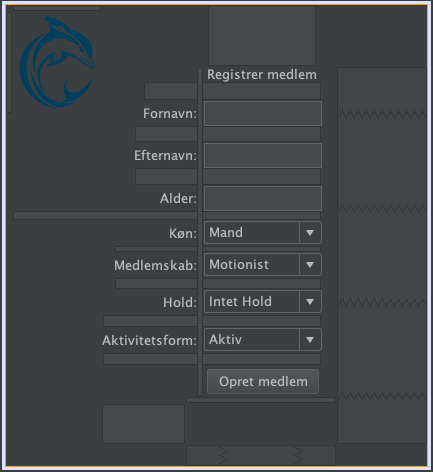 Registrer medlem
Fornavn:
Efternavn:
Alder:
Køn: Mand
Medlemskab: Motionist
Hold: Intet Hold
Aktivitetsform: Aktiv
Opret medlem